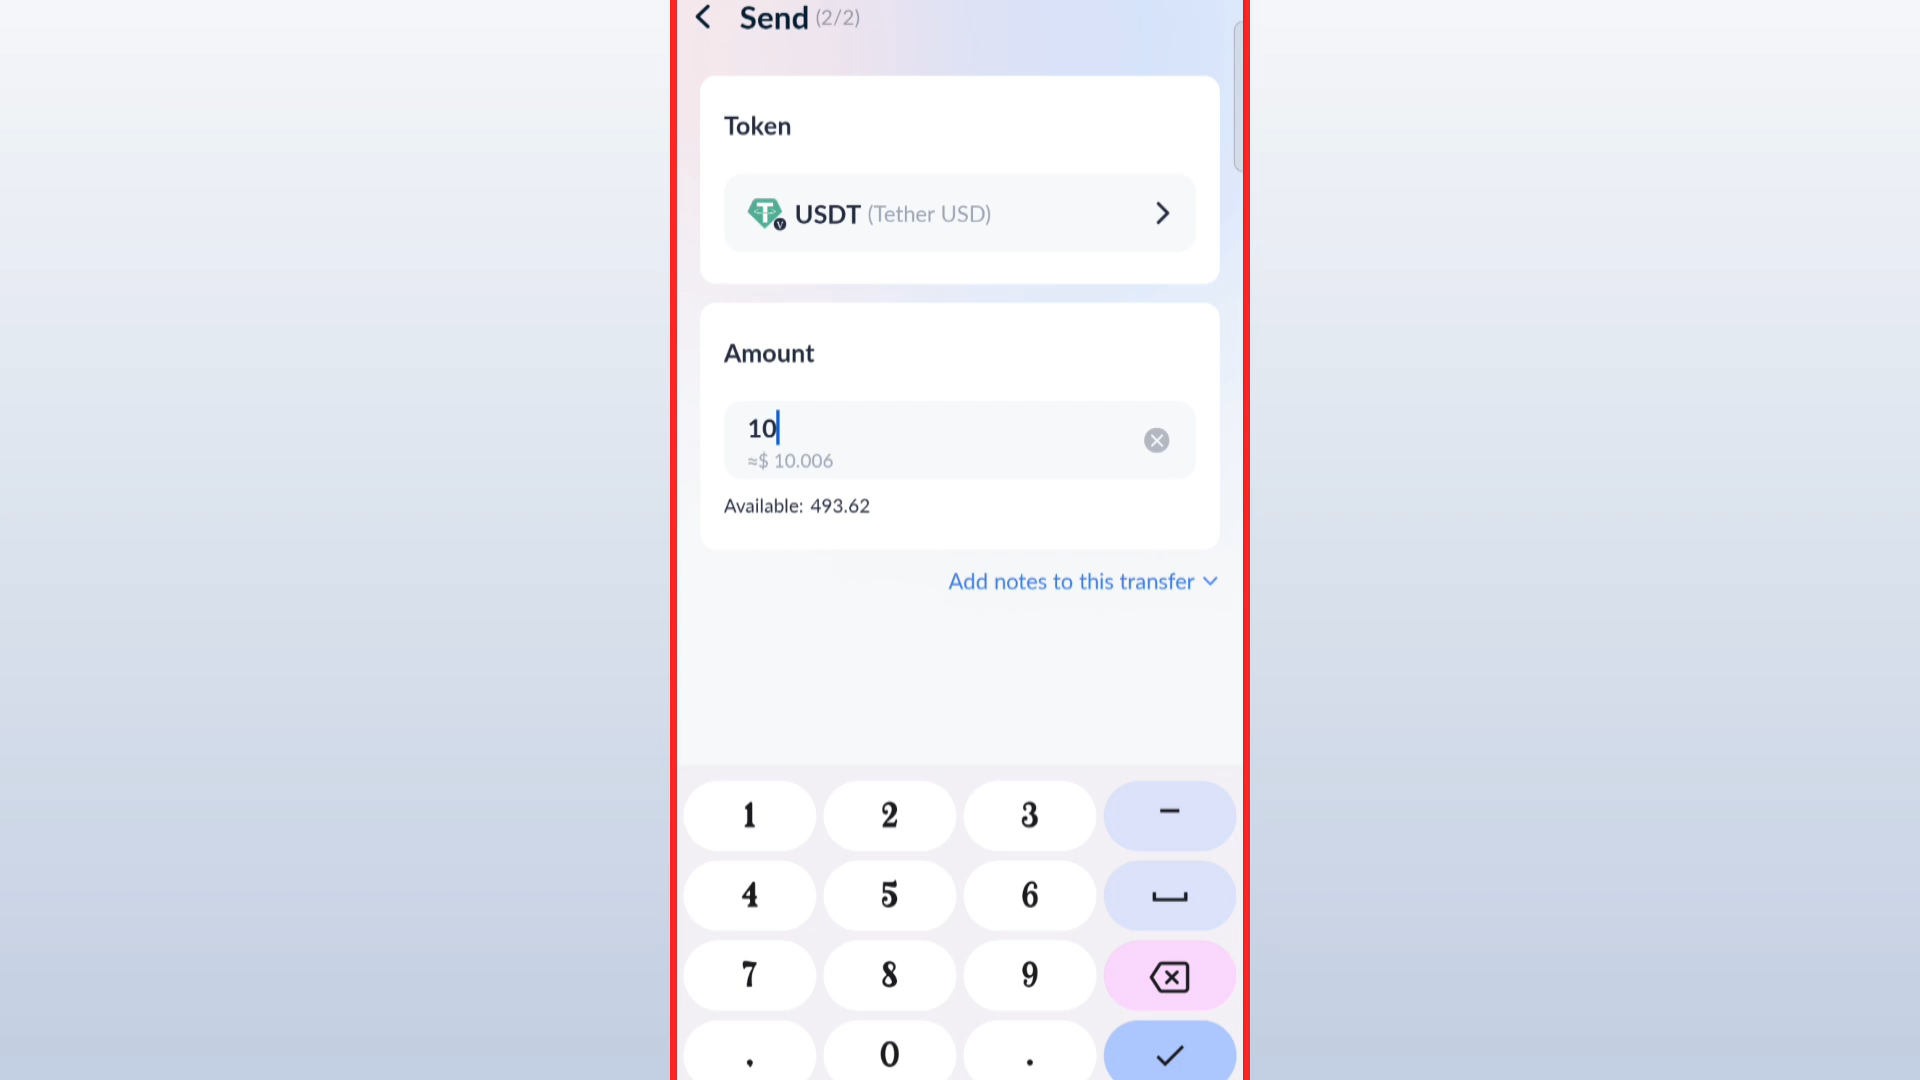 Send (2/2)
Token
USDT (Tether USD)
Amount
10
≈$ 10.006
Available: 493.62
Add notes to this transfer
1 2 3 –
4 5 6
7 8 9
, 0 .